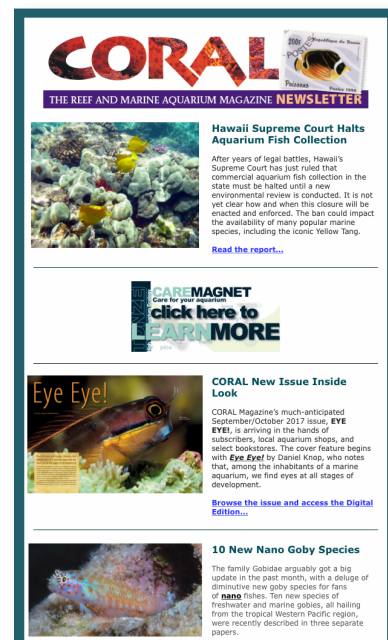 CORAL
200f
République du Bénin
POSTES
Poissons
Postes 1996
THE REEF AND MARINE AQUARIUM MAGAZINE NEWSLETTER
Hawaii Supreme Court Halts
Aquarium Fish Collection
After years of legal battles, Hawaii's
Supreme Court has just ruled that
commercial aquarium fish collection in the
state must be halted until a new
environmental review is conducted. It is not
yet clear how and when this closure will be
enacted and enforced. The ban could impact
the availability of many popular marine
species, including the iconic Yellow Tang.
Read the report...
TUNZE
CAREMAGNET
Care for your aquarium
click here to
LEARNMORE
Eye Eye!
CORAL New Issue Inside
Look
CORAL Magazine's much-anticipated
September/October 2017 issue, EYE
EYE!, is arriving in the hands of
subscribers, local aquarium shops, and
select bookstores. The cover feature begins
with Eye Eye! by Daniel Knop, who notes
that, among the inhabitants of a marine
aquarium, we find eyes at all stages of
development.
Browse the issue and access the Digital
Edition...
10 New Nano Goby Species
The family Gobidae arguably got a big
update in the past month, with a deluge of
diminutive new goby species for fans
of nano fishes. Ten new species of
freshwater and marine gobies, all hailing
from the tropical Western Pacific region,
were recently described in three separate
papers.